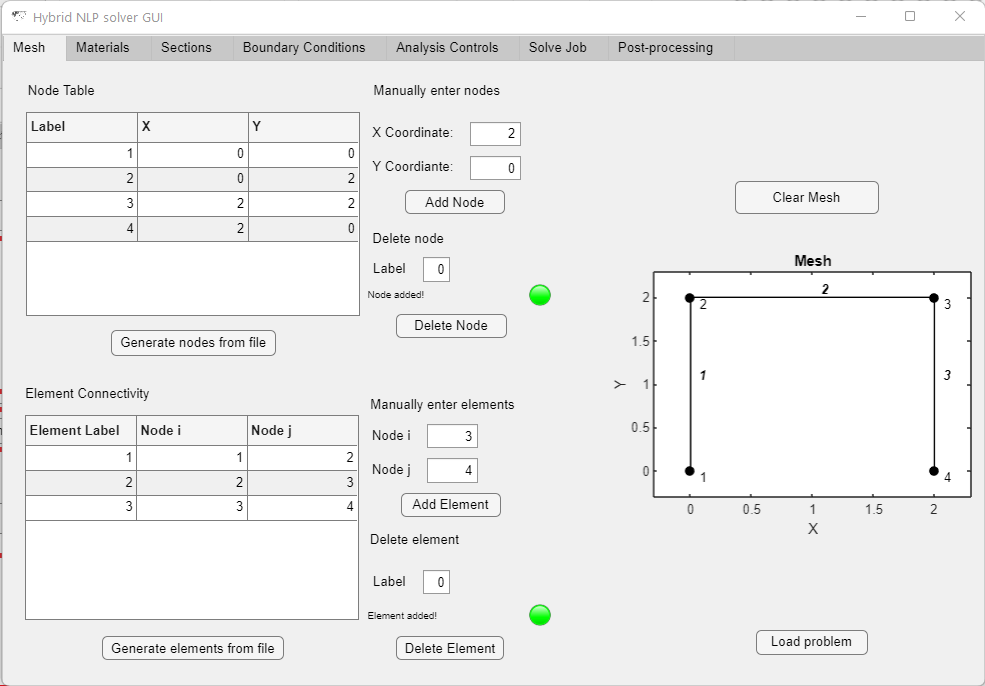 Hybrid NLP solver GUI
Mesh Materials Sections Boundary Conditions Analysis Controls Solve Job Post-processing
Node Table
Label X Y
1 0 0
2 0 2
3 2 2
4 2 0
Generate nodes from file
Manually enter nodes
X Coordinate: 2
Y Coordiante: 0
Add Node
Delete node
Label 0
Node added!
Delete Node
Element Connectivity
Element Label Node i Node j
1 1 2
2 2 3
3 3 4
Generate elements from file
Manually enter elements
Node i 3
Node j 4
Add Element
Delete element
Label 0
Element added!
Delete Element
Clear Mesh
Mesh
2
2 2 3
1.5
Y 1 1 3
0.5
0 1 4
0 0.5 1 1.5 2
X
Load problem